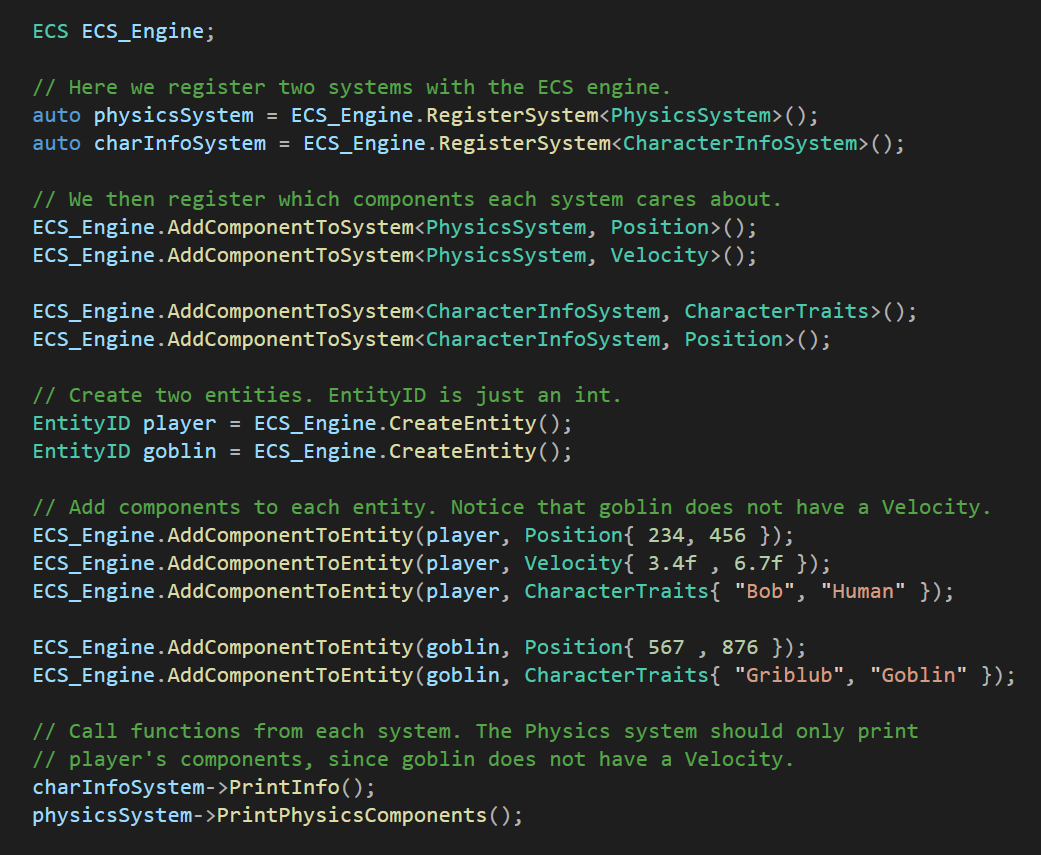 ECS ECS_Engine;
// Here we register two systems with the ECS engine.
auto physicsSystem = ECS_Engine.RegisterSystem<PhysicsSystem>();
auto charInfoSystem = ECS_Engine.RegisterSystem<CharacterInfoSystem>();
// We then register which components each system cares about.
ECS_Engine.AddComponentToSystem<PhysicsSystem, Position>();
ECS_Engine.AddComponentToSystem<PhysicsSystem, Velocity>();
ECS_Engine.AddComponentToSystem<CharacterInfoSystem, CharacterTraits>();
ECS_Engine.AddComponentToSystem<CharacterInfoSystem, Position>();
// Create two entities. EntityID is just an int.
EntityID player = ECS_Engine.CreateEntity();
EntityID goblin = ECS_Engine.CreateEntity();
// Add components to each entity. Notice that goblin does not have a Velocity.
ECS_Engine.AddComponentToEntity(player, Position{ 234, 456 });
ECS_Engine.AddComponentToEntity(player, Velocity{ 3.4f , 6.7f });
ECS_Engine.AddComponentToEntity(player, CharacterTraits{ "Bob", "Human" });
ECS_Engine.AddComponentToEntity(goblin, Position{ 567 , 876 });
ECS_Engine.AddComponentToEntity(goblin, CharacterTraits{ "Griblub", "Goblin" });
// Call functions from each system. The Physics system should only print
// player's components, since goblin does not have a Velocity.
charInfoSystem->PrintInfo();
physicsSystem->PrintPhysicsComponents();